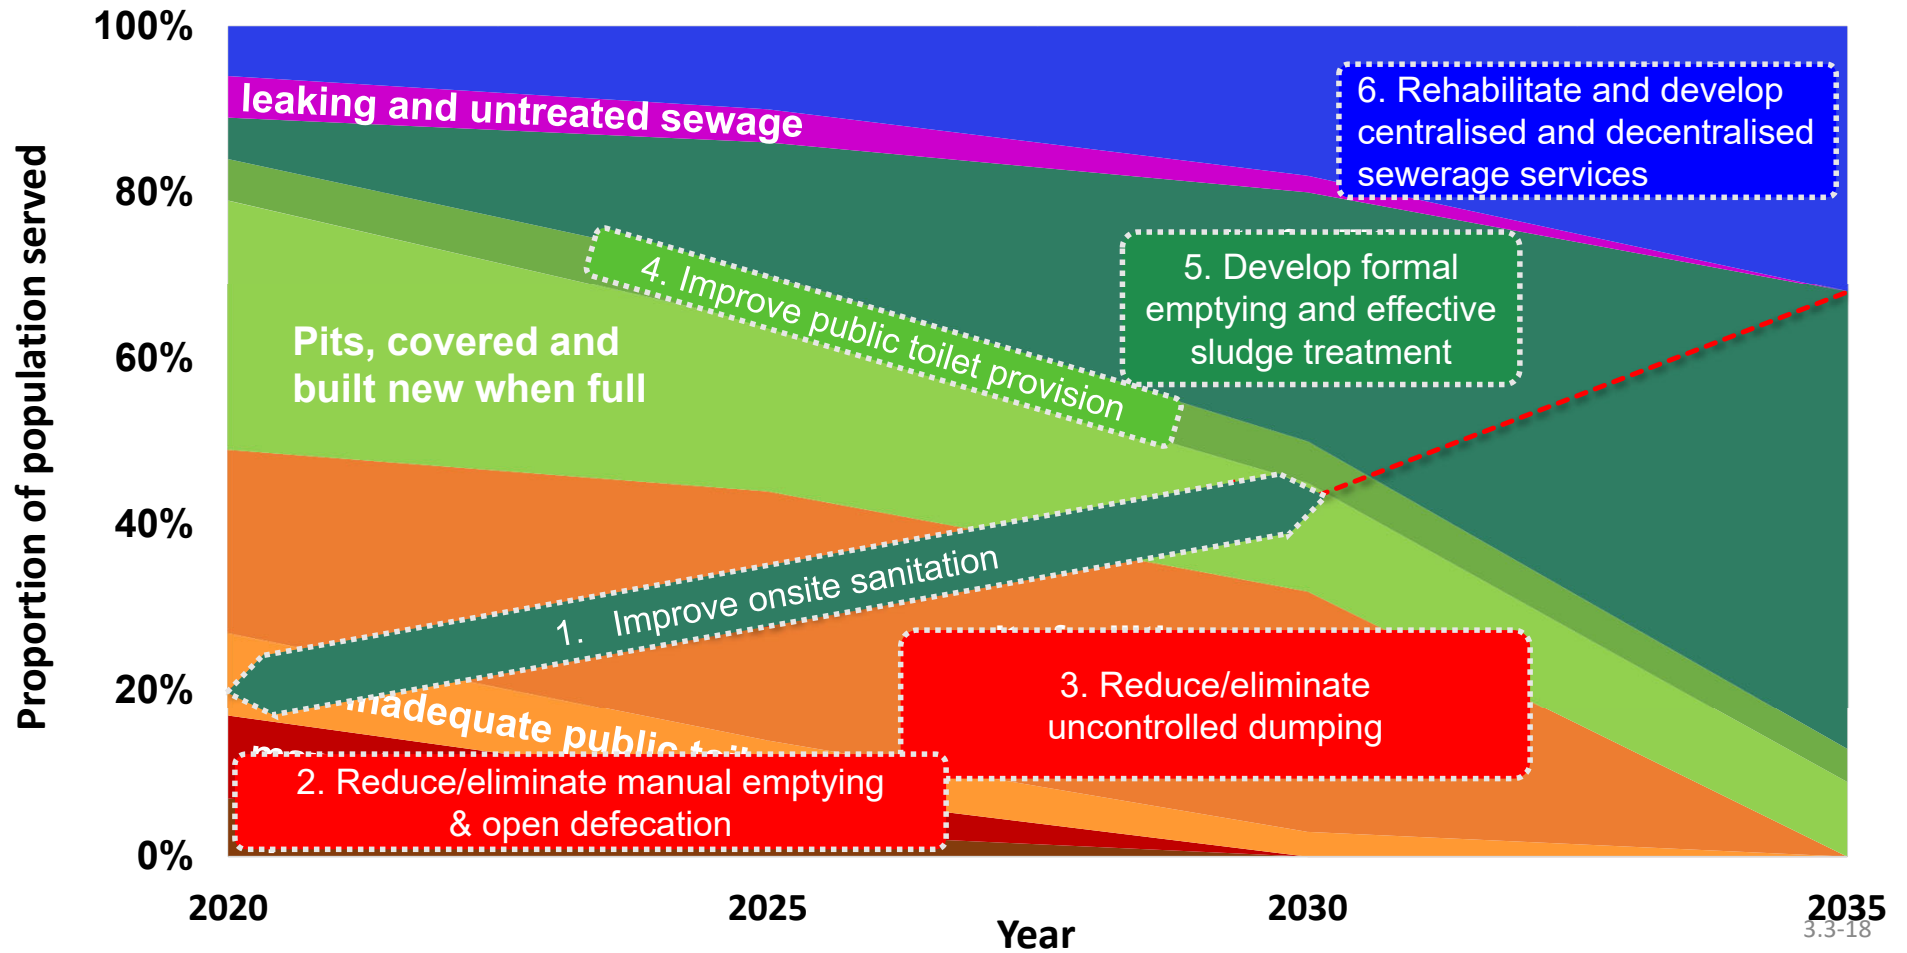 100%
80%
60%
40%
20%
0%
Proportion of population served
leaking and untreated sewage
6. Rehabilitate and develop
centralised and decentralised
sewerage services
4. Improve public toilet provision
5. Develop formal
emptying and effective
sludge treatment
Pits, covered and
built new when full
1. Improve onsite sanitation
3. Reduce/eliminate
uncontrolled dumping
inadequate public
2. Reduce/eliminate manual emptying
& open defecation
2020
2025
2030
2035
Year
3.3-18